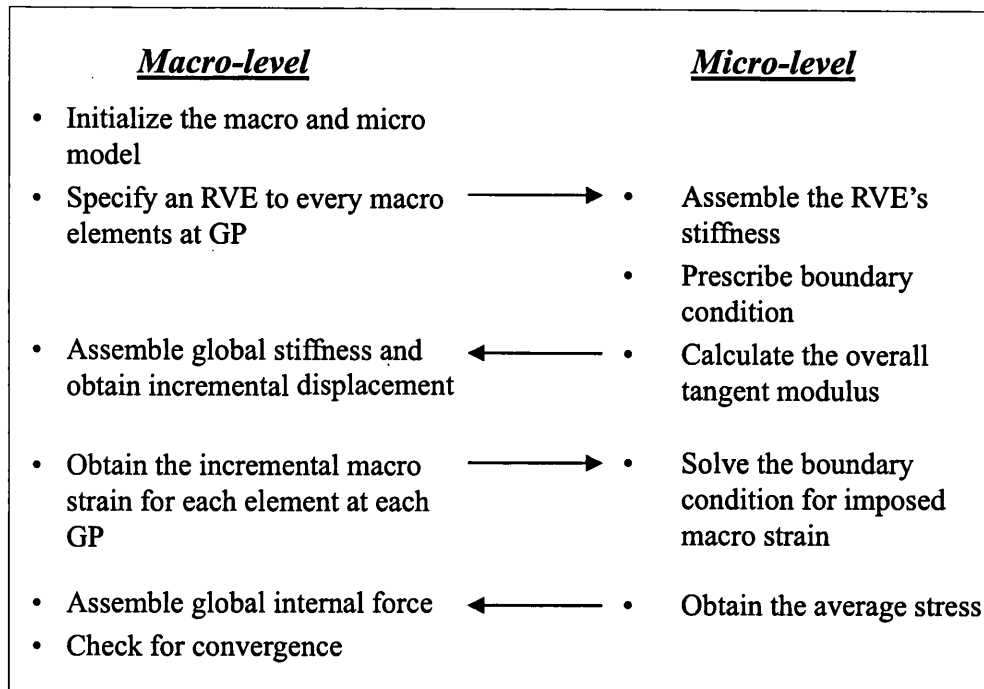 Macro-level
Micro-level
• Initialize the macro and micro
model
• Specify an RVE to every macro
elements at GP
• Assemble the RVE's
stiffness
• Prescribe boundary
condition
• Assemble global stiffness and
obtain incremental displacement
• Calculate the overall
tangent modulus
• Obtain the incremental macro
strain for each element at each
GP
• Solve the boundary
condition for imposed
macro strain
• Assemble global internal force
• Obtain the average stress
• Check for convergence